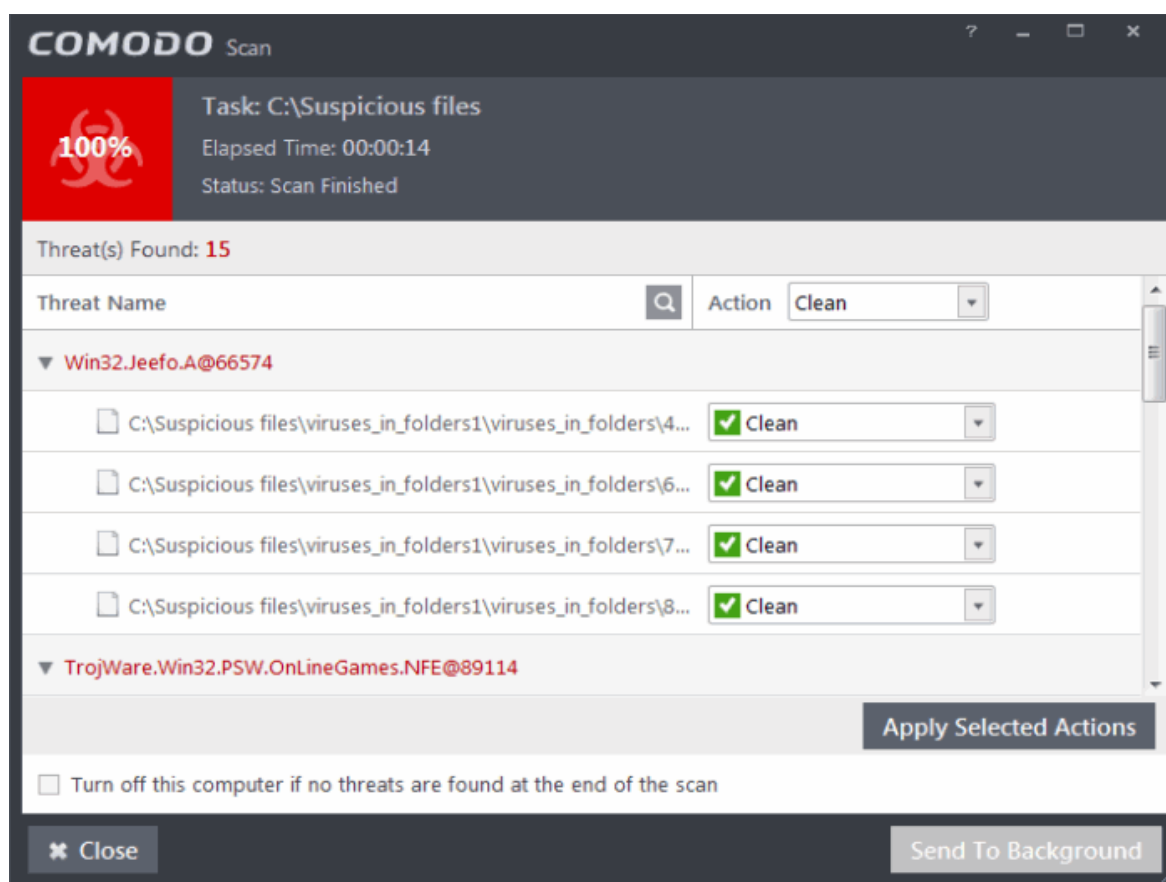 COMODO Scan
100%
Task: C:\Suspicious files
Elapsed Time: 00:00:14
Status: Scan Finished
Threat(s) Found: 15
Threat Name Action Clean
Win32.Jeefo.A@66574
C:\Suspicious files\viruses_in_folders1\viruses_in_folders\4... Clean
C:\Suspicious files\viruses_in_folders1\viruses_in_folders\6... Clean
C:\Suspicious files\viruses_in_folders1\viruses_in_folders\7... Clean
C:\Suspicious files\viruses_in_folders1\viruses_in_folders\8... Clean
TrojWare.Win32.PSW.OnLineGames.NFE@89114
Apply Selected Actions
Turn off this computer if no threats are found at the end of the scan
Close Send To Background